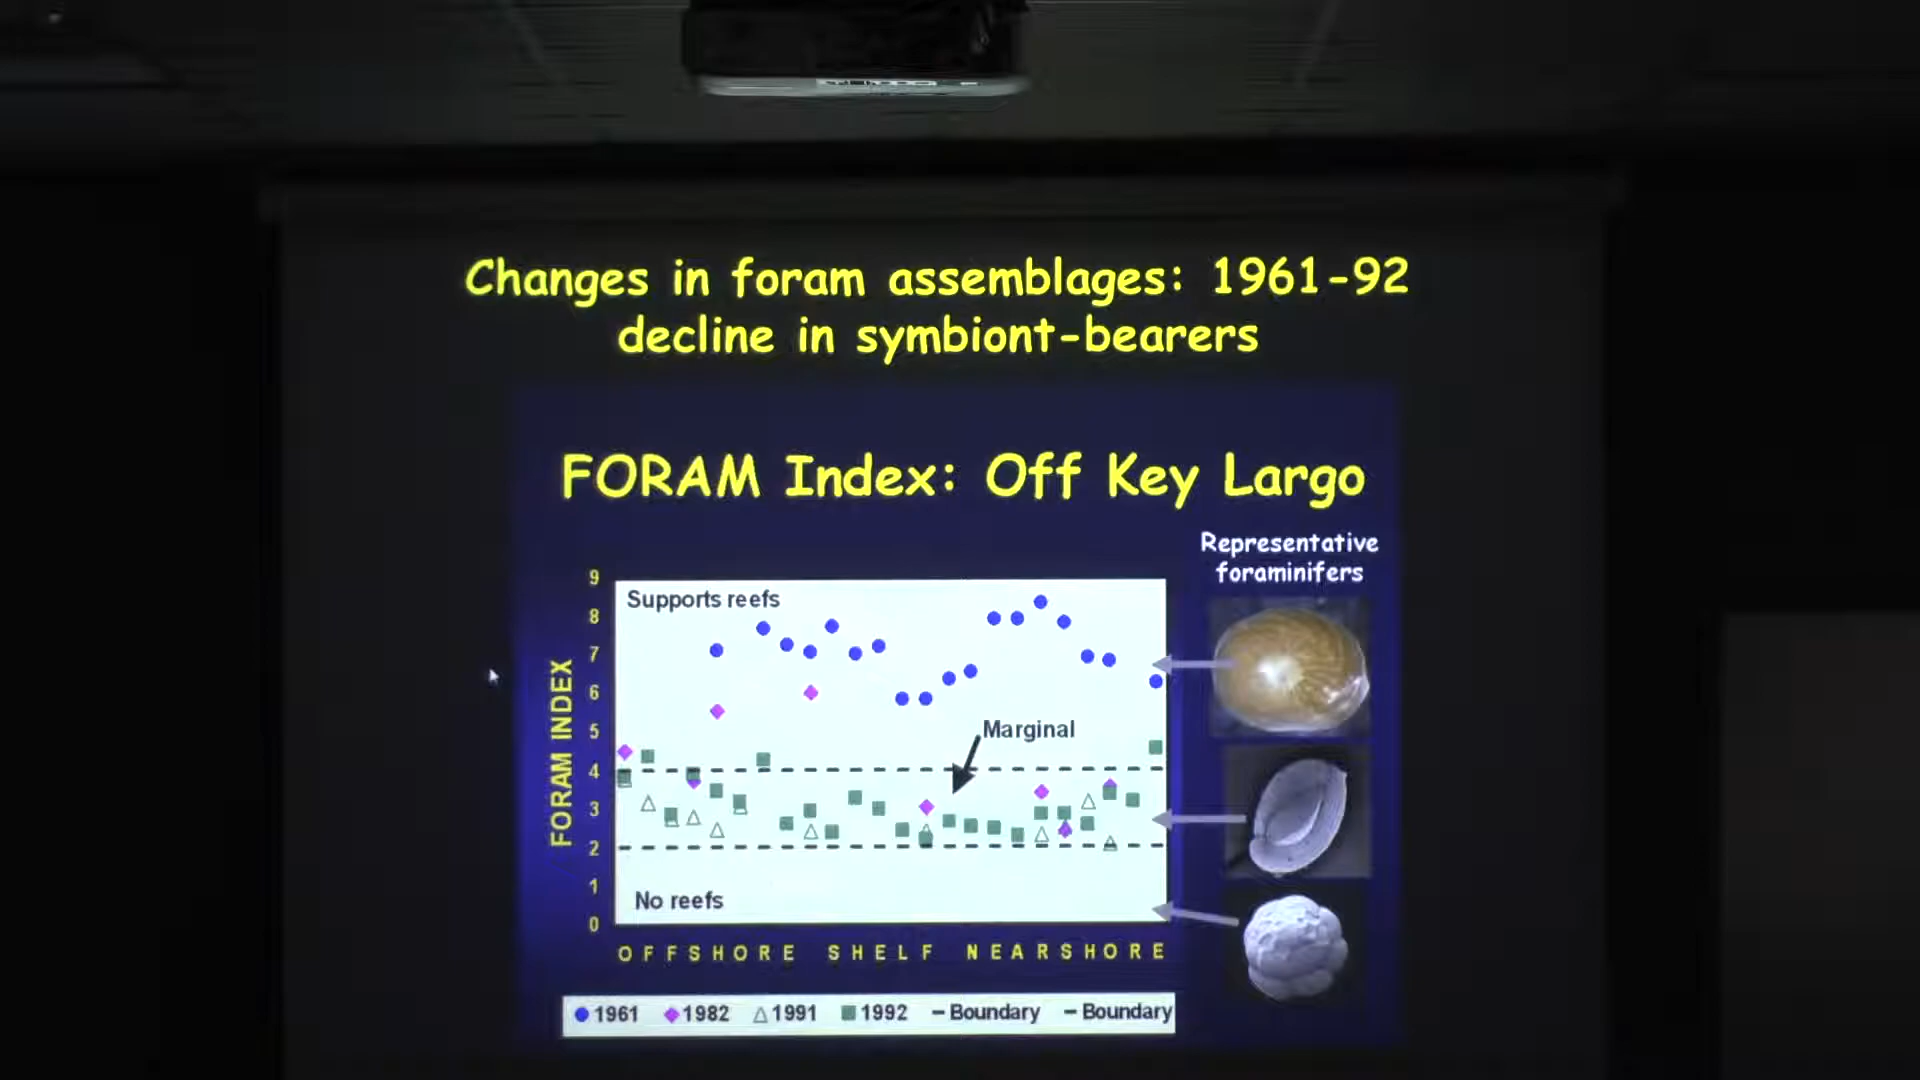 Changes in foram assemblages: 1961-92
decline in symbiont-bearers
FORAM Index: Off Key Largo
Representative
foraminifers
9
8
7
6
5
4
3
2
1
0
FORAM INDEX
Supports reefs
Marginal
No reefs
OFFSHORE SHELF NEARSHORE
1961 1982 1991 1992 Boundary Boundary